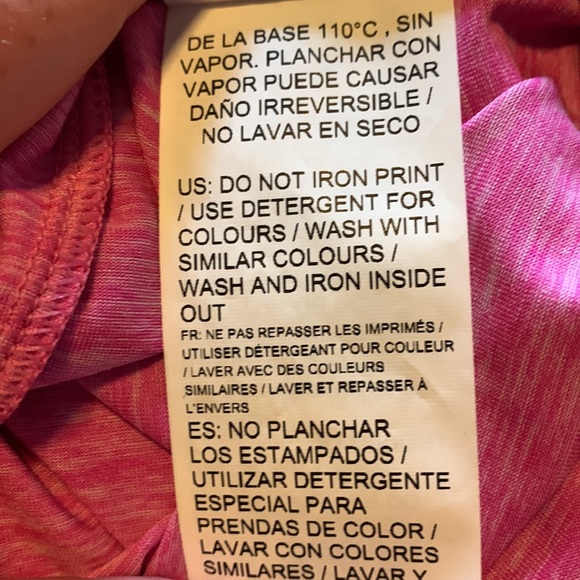 DE LA BASE 110°C , SIN
VAPOR. PLANCHAR CON
VAPOR PUEDE CAUSAR
DAÑO IRREVERSIBLE /
NO LAVAR EN SECO
US: DO NOT IRON PRINT
/ USE DETERGENT FOR
COLOURS / WASH WITH
SIMILAR COLOURS /
WASH AND IRON INSIDE
OUT
FR: NE PAS REPASSER LES IMPRIMÉS /
UTILISER DÉTERGEANT POUR COULEUR
/ LAVER AVEC DES COULEURS
SIMILAIRES / LAVER ET REPASSER À
L'ENVERS
ES: NO PLANCHAR
LOS ESTAMPADOS /
UTILIZAR DETERGENTE
ESPECIAL PARA
PRENDAS DE COLOR /
LAVAR CON COLORES
SIMILARES / LAVAR Y